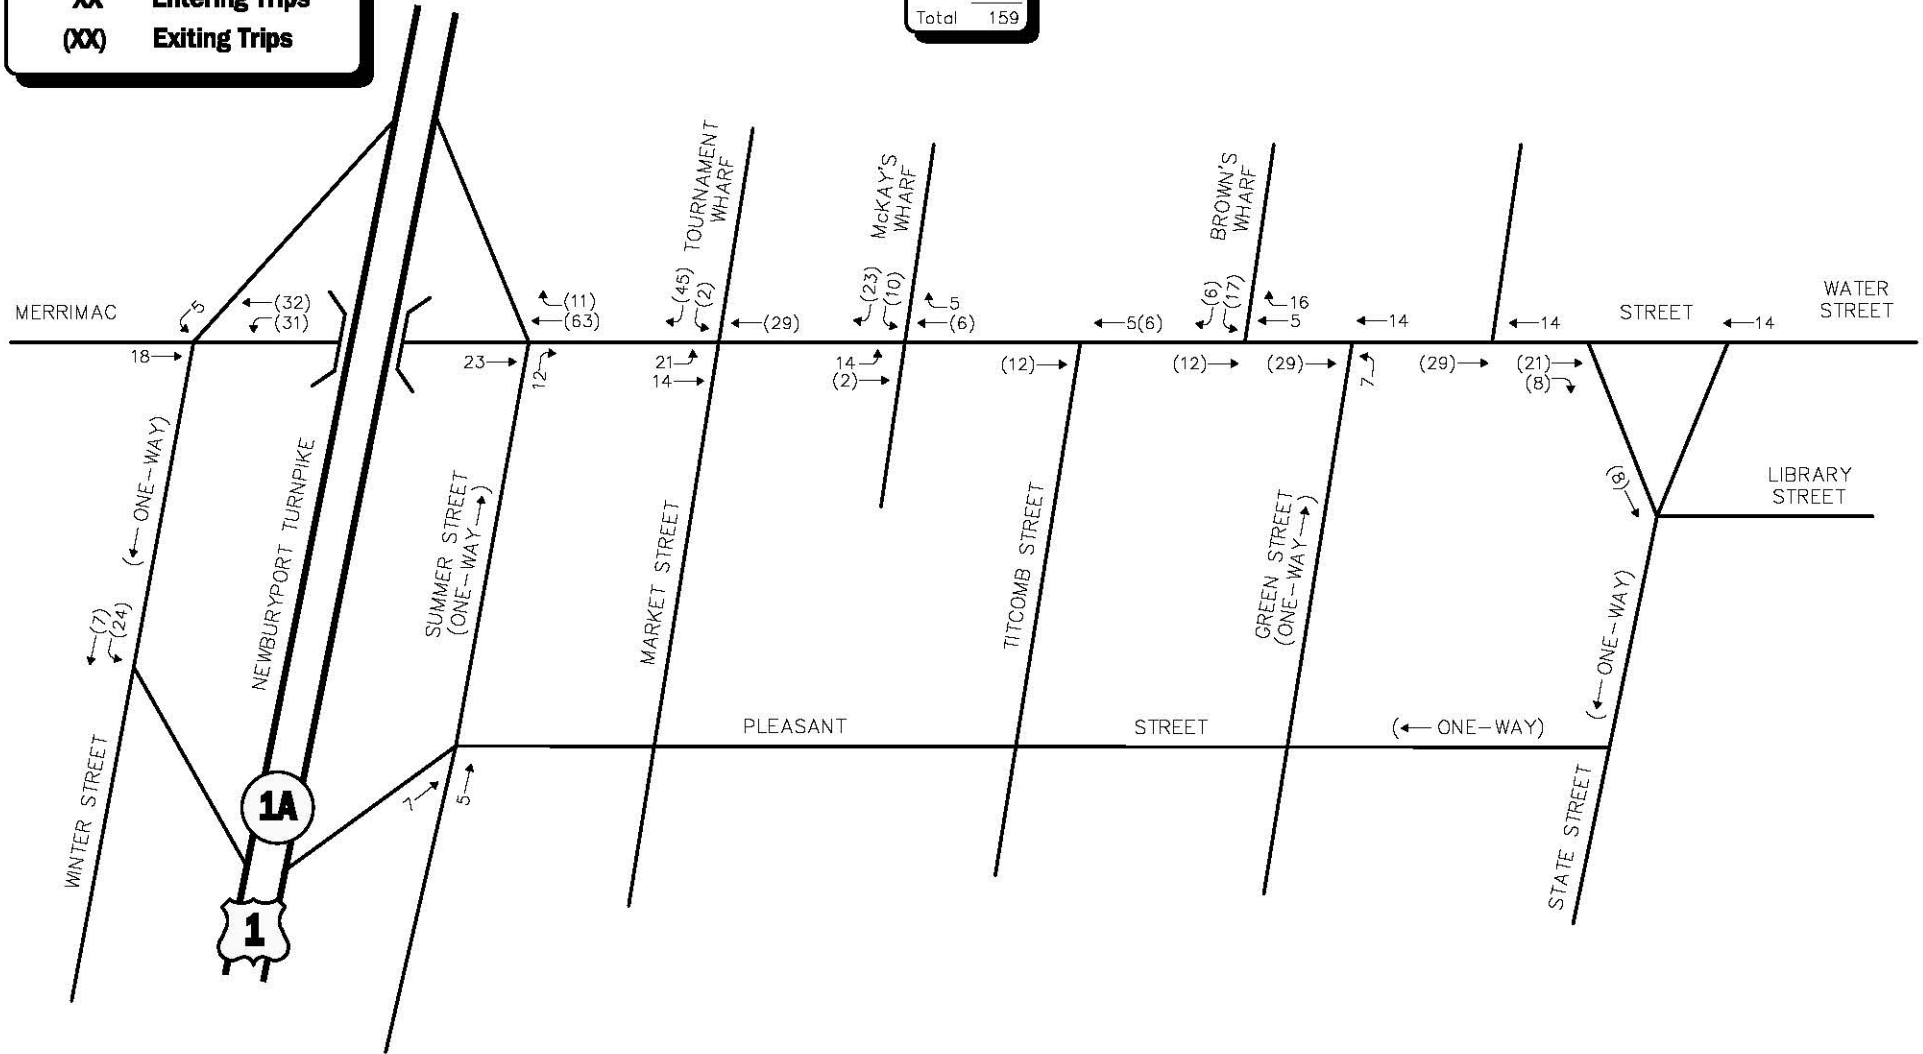 XX Entering Trips
(XX) Exiting Trips
Total 159
MERRIMAC
5
(32)
(31)
18
(11)
(63)
23
12
TOURNAMENT
WHARF
(45)
(2)
(29)
21
14
McKAY'S
WHARF
(23)
(10)
5
(6)
14
(2)
5(6)
(12)
BROWN'S
WHARF
(6)
(17)
16
5
(12)
14
(29)
7
14
(29)
(21)
(8)
STREET
14
WATER
STREET
(8)
LIBRARY
STREET
(ONE-WAY)
(7)
(24)
WINTER STREET
NEWBURYPORT TURNPIKE
SUMMER STREET
(ONE-WAY)
MARKET STREET
TITCOMB STREET
GREEN STREET
(ONE-WAY)
(ONE-WAY)
STATE STREET
PLEASANT STREET (ONE-WAY)
7
5
1A
1